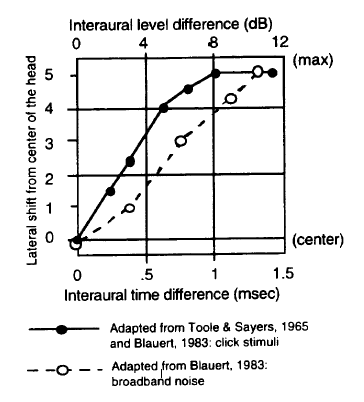 Interaural level difference (dB)
0 4 8 12
(max)
Lateral shift from center of the head
5
4
3
2
1
0
(center)
0 .5 1 1.5
Interaural time difference (msec)
Adapted from Toole & Sayers, 1965
and Blauert, 1983: click stimuli
Adapted from Blauert, 1983:
broadband noise